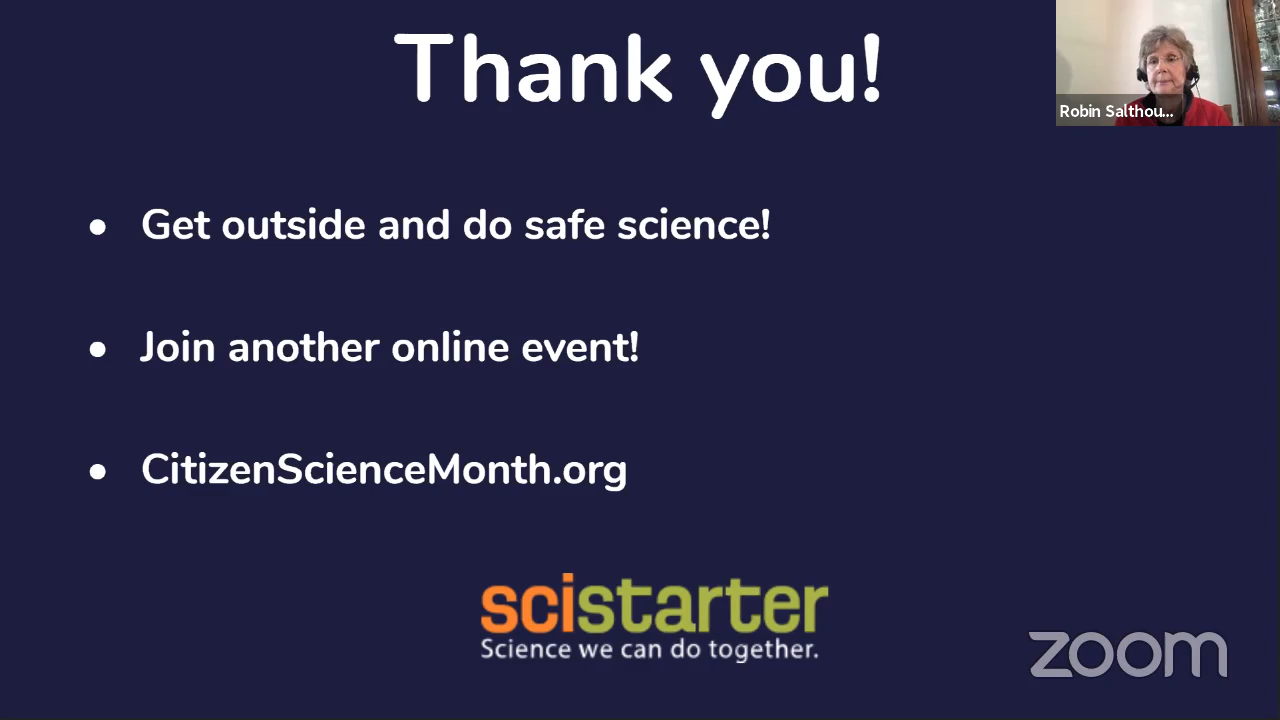 Thank you!
Robin Salthou...
• Get outside and do safe science!
• Join another online event!
• CitizenScienceMonth.org
scistarter
Science we can do together.
zoom